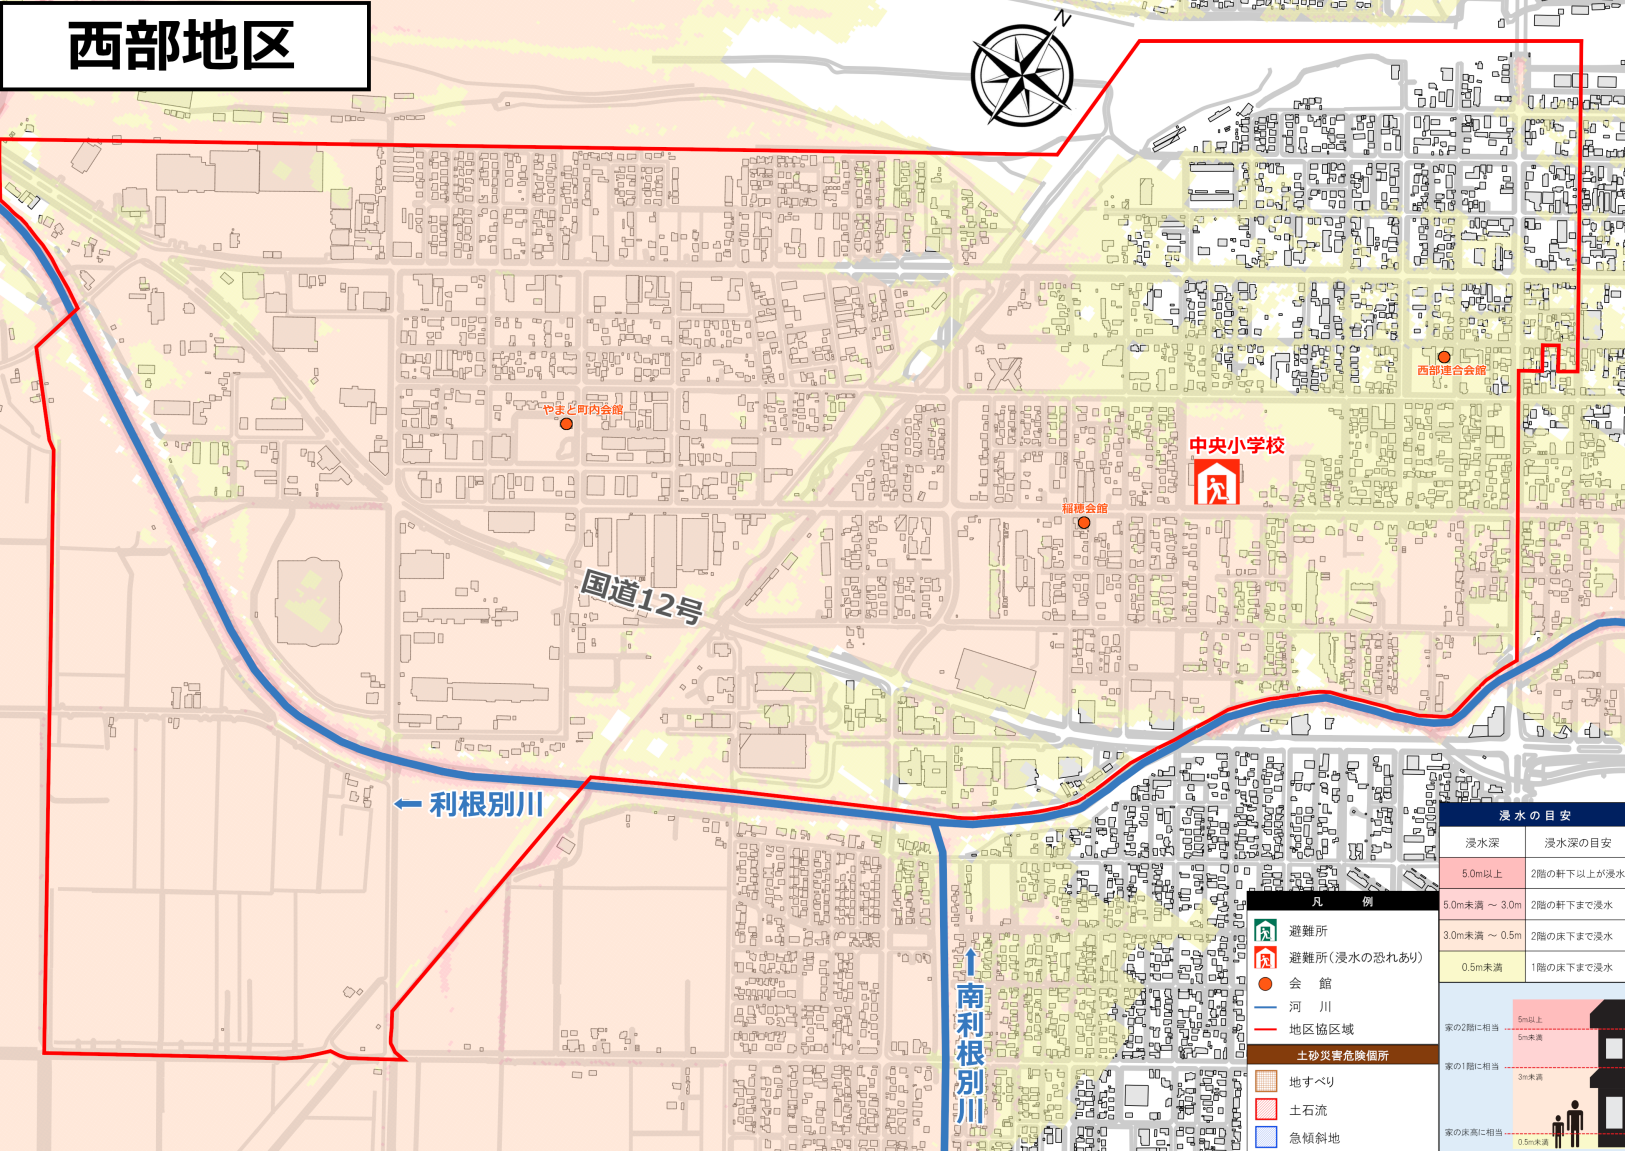 西部地区
N
やまと町内会館
西部連合会館
中央小学校
稲穂会館
国道12号
← 利根別川
↑南利根別川
浸水の目安
浸水深 浸水深の目安
5.0m以上 2階の軒下以上が浸水
5.0m未満 ～ 3.0m 2階の軒下まで浸水
3.0m未満 ～ 0.5m 2階の床下まで浸水
0.5m未満 1階の床下まで浸水
凡 例
避難所
避難所(浸水の恐れあり)
会 館
河 川
地区協区域
土砂災害危険個所
地すべり
土石流
急傾斜地
5m以上
家の2階に相当
5m未満
家の1階に相当
3m未満
家の床高に相当
0.5m未満